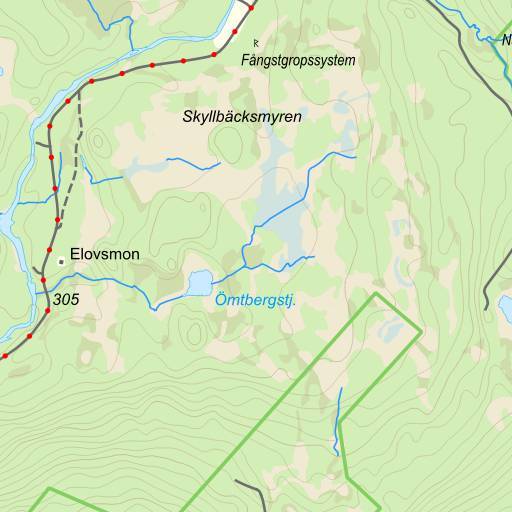 N
R
Fångstgropssystem
Skyllbäcksmyren
Elovsmon
305
Ömtbergstj.